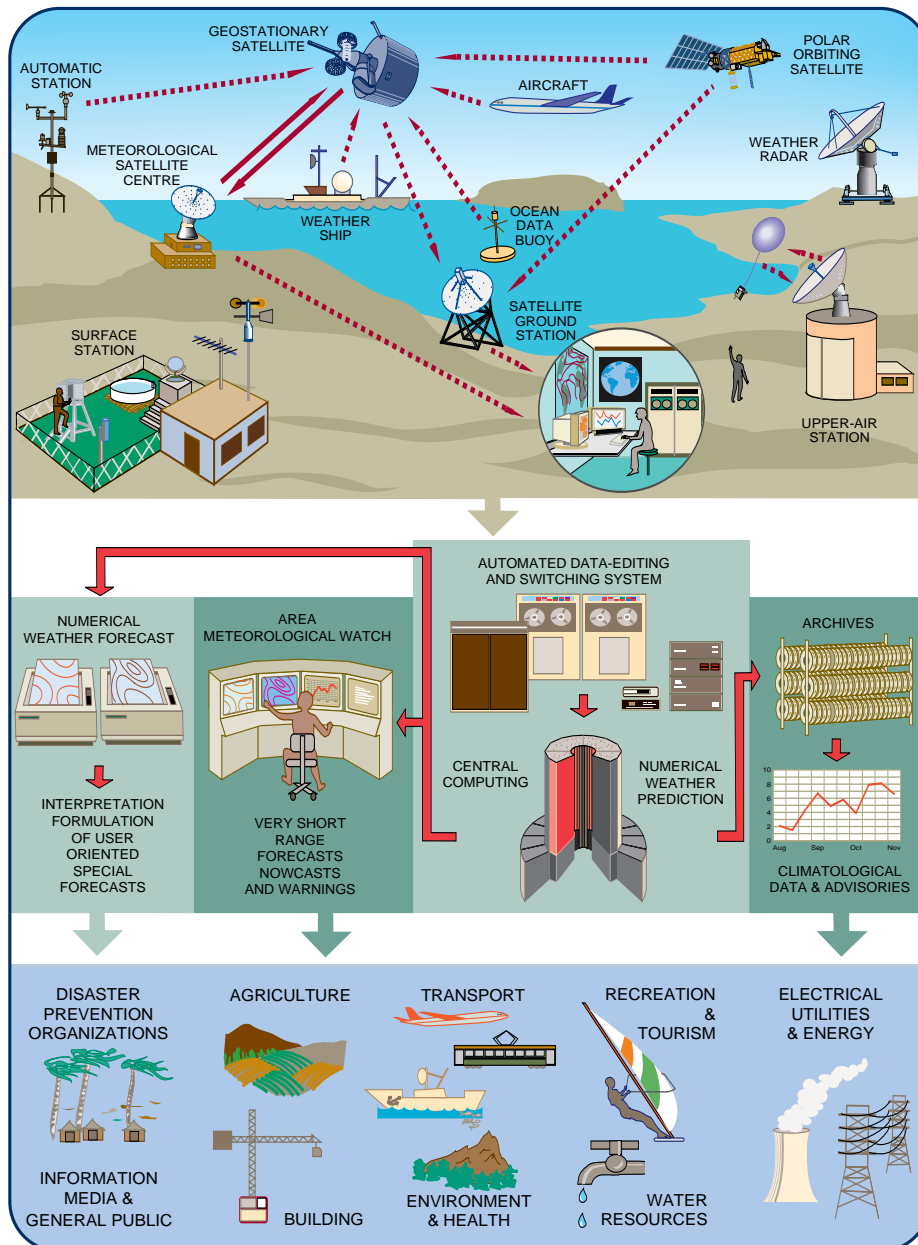 GEOSTATIONARY
SATELLITE
POLAR
ORBITING
SATELLITE
AUTOMATIC
STATION
AIRCRAFT
WEATHER
RADAR
METEOROLOGICAL
SATELLITE
CENTRE
WEATHER
SHIP
OCEAN
DATA
BUOY
SATELLITE
GROUND
STATION
SURFACE
STATION
UPPER-AIR
STATION
AUTOMATED DATA-EDITING
AND SWITCHING SYSTEM
NUMERICAL
WEATHER FORECAST
AREA
METEOROLOGICAL WATCH
ARCHIVES
CENTRAL
COMPUTING
NUMERICAL
WEATHER
PREDICTION
10
8
6
4
2
0
Aug
Sep
Oct
Nov
INTERPRETATION
FORMULATION
OF USER
ORIENTED
SPECIAL
FORECASTS
VERY SHORT
RANGE
FORECASTS
NOWCASTS
AND WARNINGS
CLIMATOLOGICAL
DATA & ADVISORIES
DISASTER
PREVENTION
ORGANIZATIONS
AGRICULTURE
TRANSPORT
RECREATION
&
TOURISM
ELECTRICAL
UTILITIES
& ENERGY
INFORMATION
MEDIA &
GENERAL PUBLIC
BUILDING
ENVIRONMENT
& HEALTH
WATER
RESOURCES